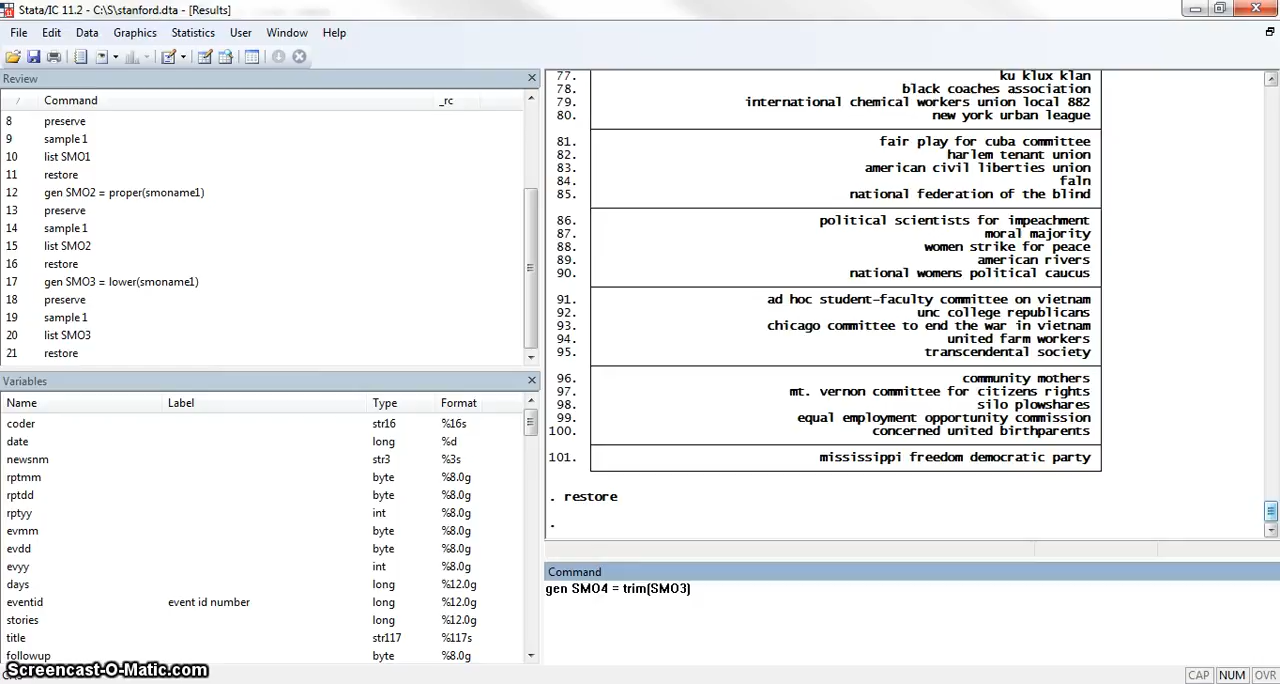 Stata/IC 11.2 - C:\S\stanford.dta - [Results]
File Edit Data Graphics Statistics User Window Help
Review
/ Command _rc
8 preserve
9 sample 1
10 list SMO1
11 restore
12 gen SMO2 = proper(smoname1)
13 preserve
14 sample 1
15 list SMO2
16 restore
17 gen SMO3 = lower(smoname1)
18 preserve
19 sample 1
20 list SMO3
21 restore
Variables
Name Label Type Format
coder str16 %16s
date long %d
newsnm str3 %3s
rptmm byte %8.0g
rptdd byte %8.0g
rptyy int %8.0g
evmm byte %8.0g
evdd byte %8.0g
evyy int %8.0g
days long %12.0g
eventid event id number long %12.0g
stories long %12.0g
title str117 %117s
followup byte %8.0g
77. ku klux klan
78. black coaches association
79. international chemical workers union local 882
80. new york urban league
81. fair play for cuba committee
82. harlem tenant union
83. american civil liberties union
84. faln
85. national federation of the blind
86. political scientists for impeachment
87. moral majority
88. women strike for peace
89. american rivers
90. national womens political caucus
91. ad hoc student-faculty committee on vietnam
92. unc college republicans
93. chicago committee to end the war in vietnam
94. united farm workers
95. transcendental society
96. community mothers
97. mt. vernon committee for citizens rights
98. silo plowshares
99. equal employment opportunity commission
100. concerned united birthparents
101. mississippi freedom democratic party
. restore
.
Command
gen SMO4 = trim(SMO3)
Screencast-O-Matic.com
CAP NUM OVR